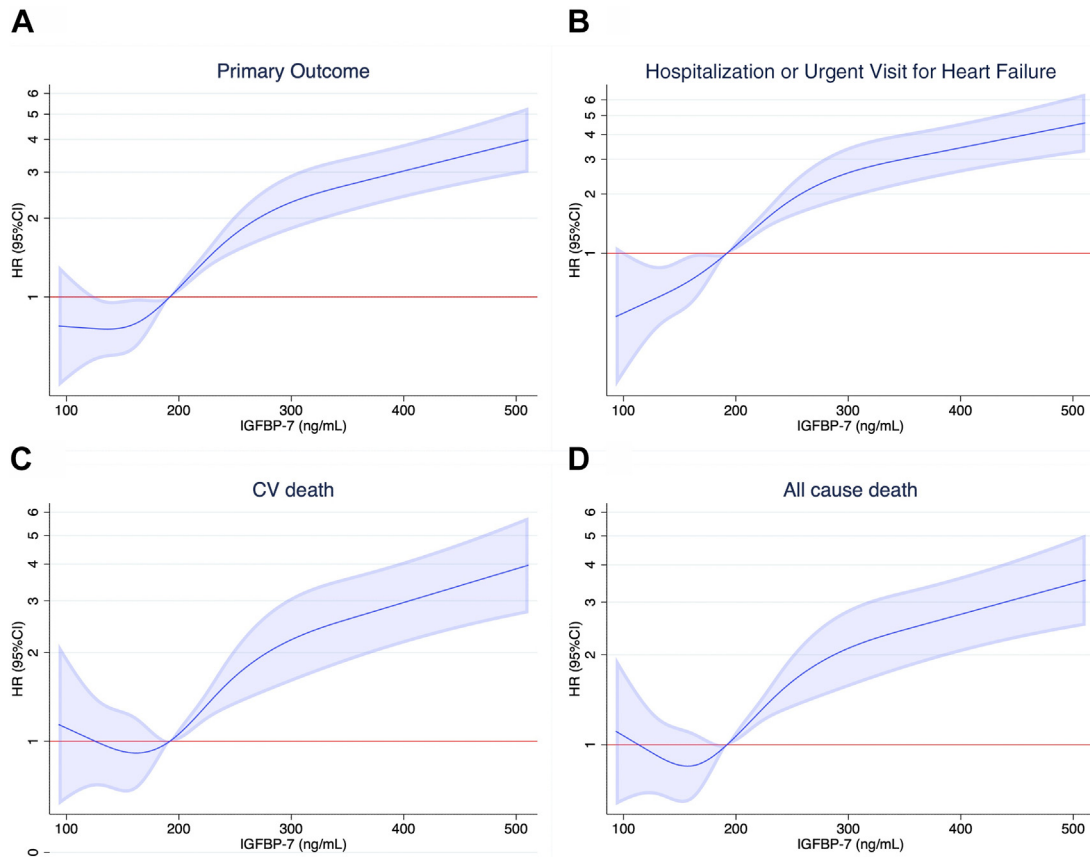 A
Primary Outcome
HR (95%CI)
6
5
4
3
2
1
100 200 300 400 500
IGFBP-7 (ng/mL)
B
Hospitalization or Urgent Visit for Heart Failure
HR (95%CI)
6
5
4
3
2
1
100 200 300 400 500
IGFBP-7 (ng/mL)
C
CV death
HR (95%CI)
6
5
4
3
2
1
0
100 200 300 400 500
IGFBP-7 (ng/mL)
D
All cause death
HR (95%CI)
6
5
4
3
2
1
100 200 300 400 500
IGFBP-7 (ng/mL)